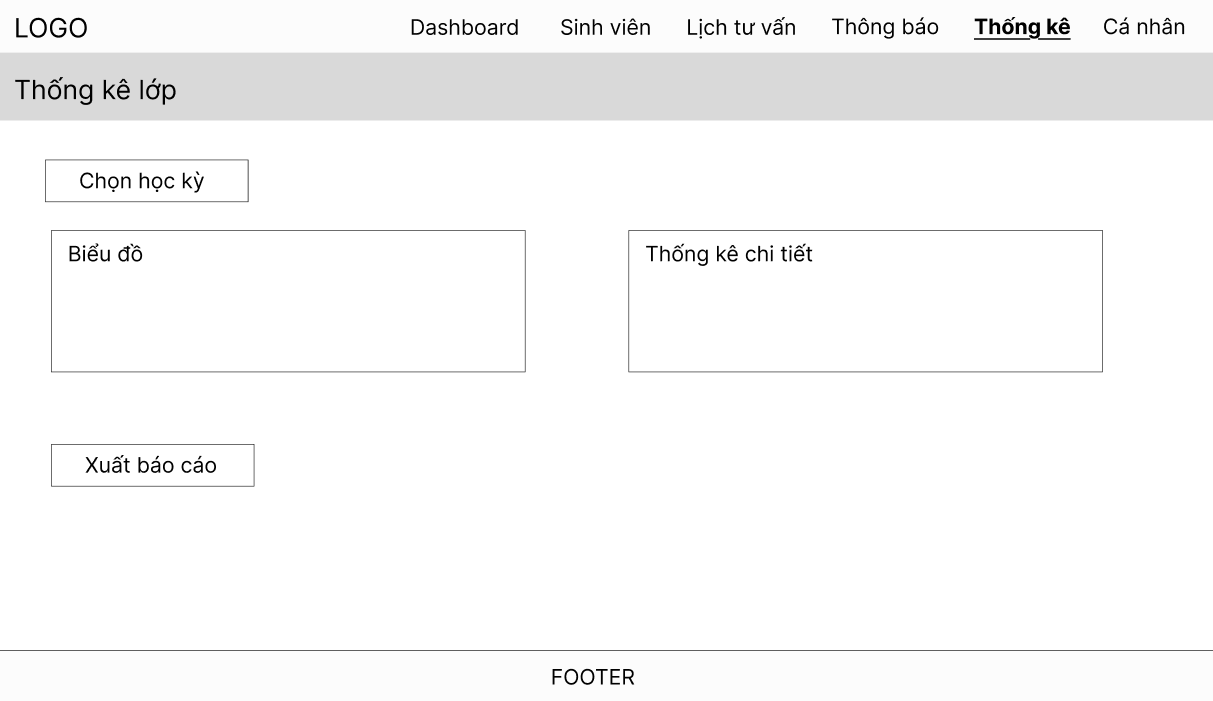 LOGO
Dashboard
Sinh viên
Lịch tư vấn
Thông báo
Thống kê
Cá nhân
Thống kê lớp
Chọn học kỳ
Biểu đồ
Thống kê chi tiết
Xuất báo cáo
FOOTER